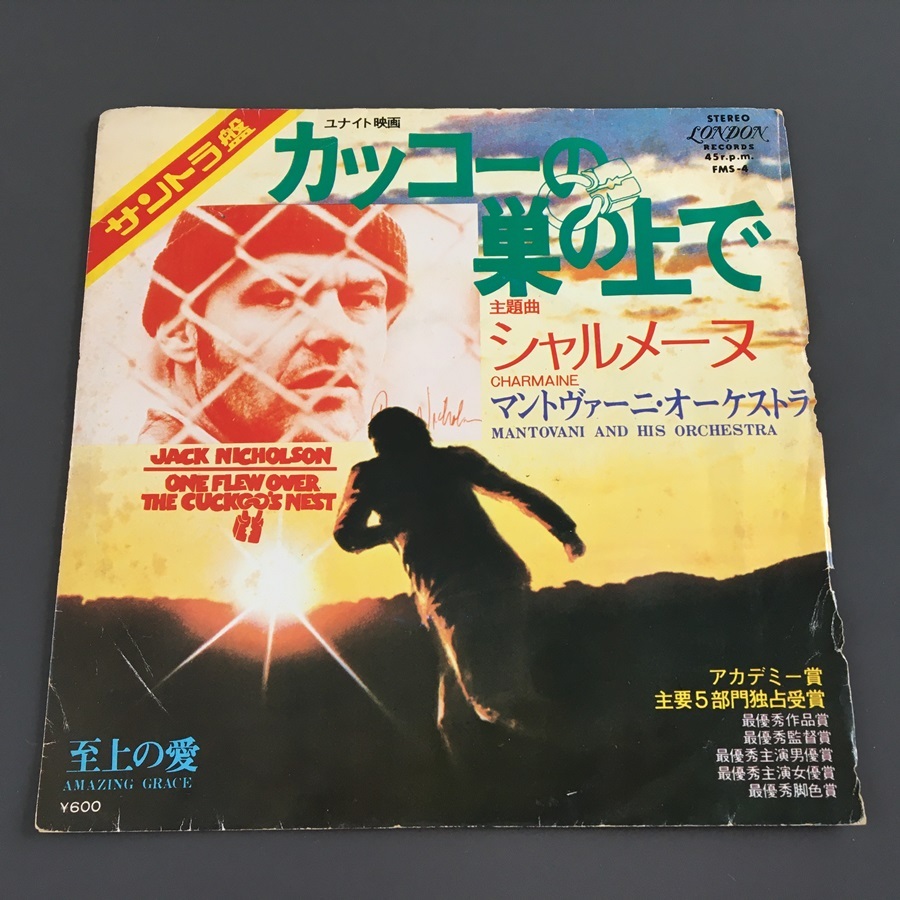 サントラ盤
ユナイト映画
カッコーの
巣の上で
STEREO
LONDON
RECORDS
45r.p.m.
FMS-4
主題曲
シャルメーヌ
CHARMAINE
マントヴァーニ・オーケストラ
MANTOVANI AND HIS ORCHESTRA
JACK NICHOLSON
ONE FLEW OVER
THE CUCKOO'S NEST
アカデミー賞
主要5部門独占受賞
最優秀作品賞
最優秀監督賞
最優秀主演男優賞
最優秀主演女優賞
最優秀脚色賞
至上の愛
AMAZING GRACE
¥600